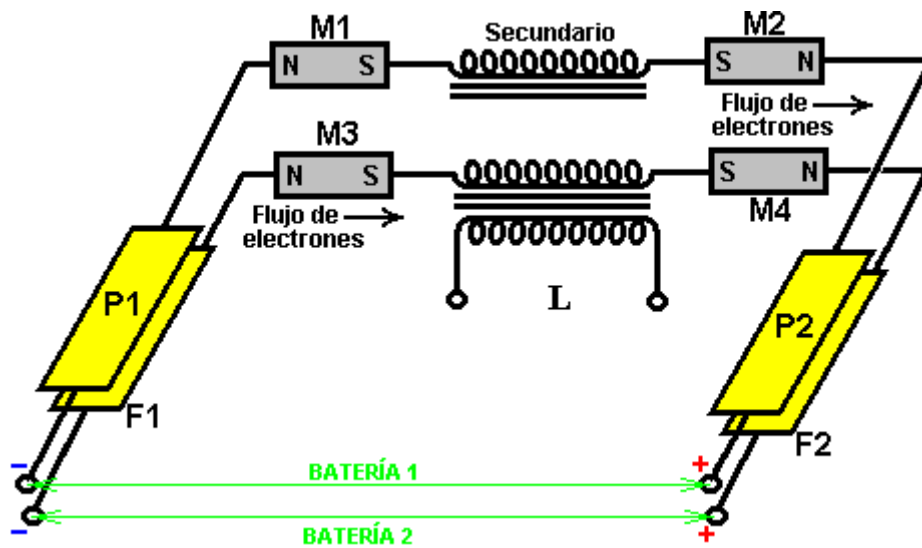 M1
Secundario
M2
N S
S N
Flujo de
electrones
M3
N S
S N
M4
Flujo de
electrones
L
P1
P2
F1
F2
- +
BATERÍA 1
BATERÍA 2
- +